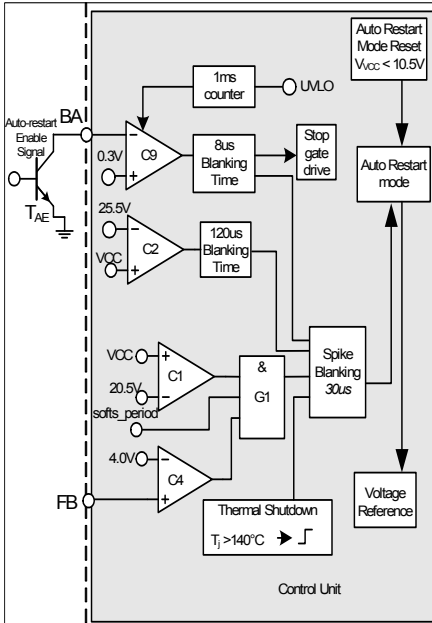 Auto Restart
Mode Reset
VVCC < 10.5V
1ms
counter
UVLO
BA
Auto-restart
Enable
Signal
TAE
0.3V
−
+
C9
8us
Blanking
Time
Stop
gate
drive
Auto Restart
mode
25.5V
VCC
−
+
C2
120us
Blanking
Time
VCC
20.5V
+
−
C1
softs_period
&
G1
Spike
Blanking
30us
4.0V
−
+
C4
FB
Thermal Shutdown
Tj >140°C
Voltage
Reference
Control Unit